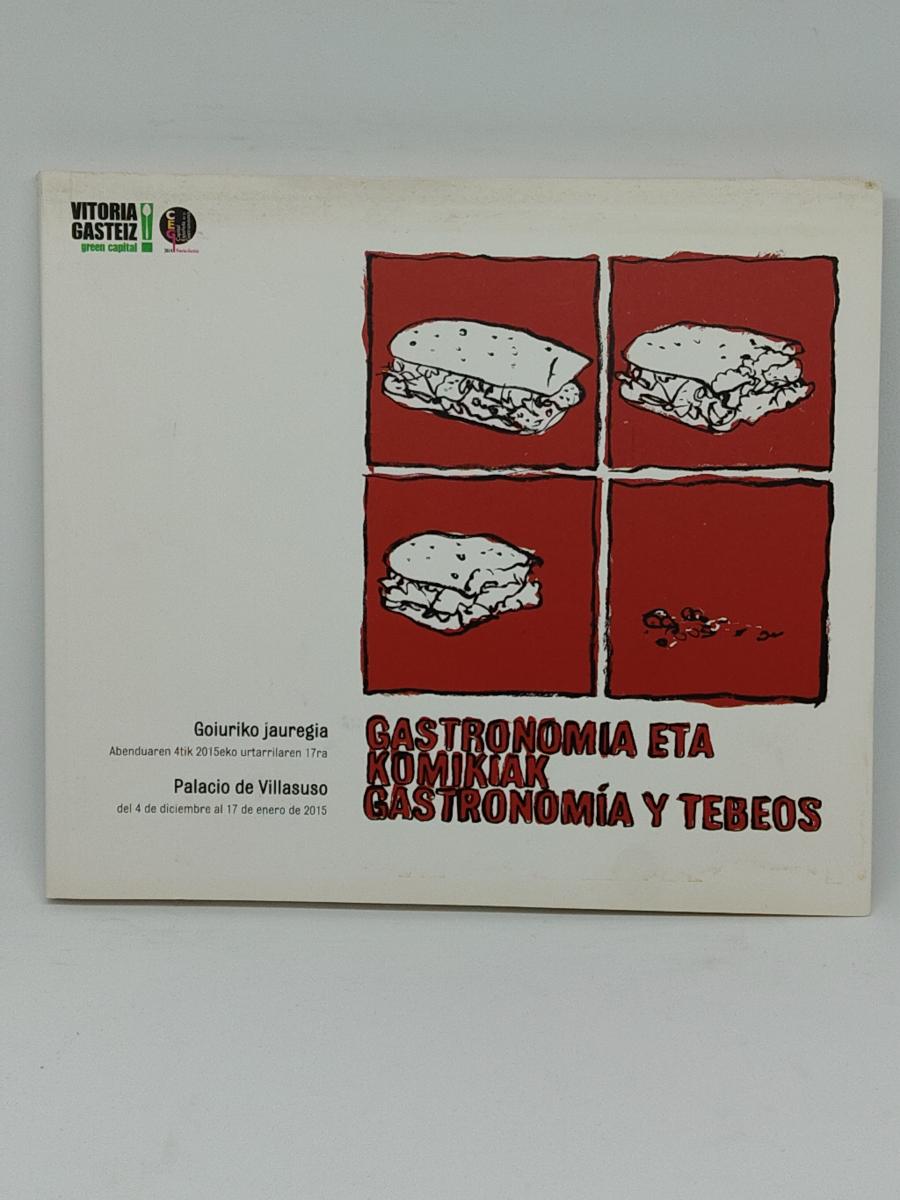 VITORIA
GASTEIZ
green capital
CEG
Goiuriko jauregia
Abenduaren 4tik 2015eko urtarrilaren 17ra
Palacio de Villasuso
del 4 de diciembre al 17 de enero de 2015
GASTRONOMIA ETA
KOMIKIAK
GASTRONOMÍA Y TEBEOS